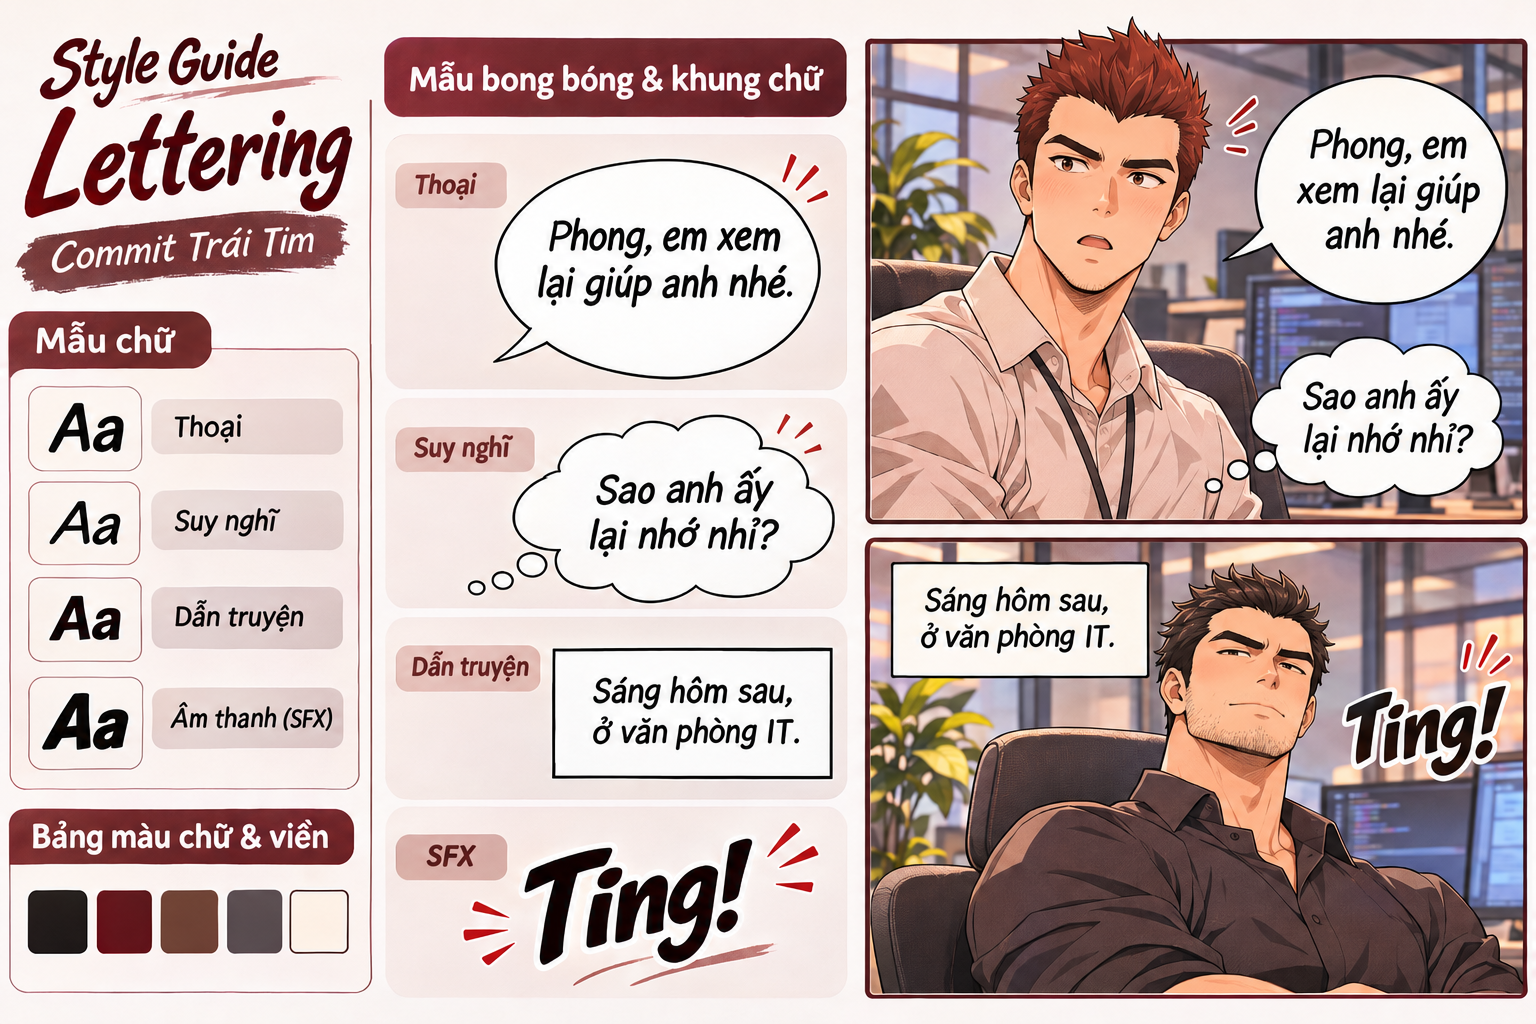 Style Guide
Lettering
Commit Trái Tim
Mẫu chữ
Aa
Thoại
Aa
Suy nghĩ
Aa
Dẫn truyện
Aa
Âm thanh (SFX)
Bảng màu chữ & viền
Mẫu bong bóng & khung chữ
Thoại
Phong, em xem
lại giúp anh nhé.
Suy nghĩ
Sao anh ấy
lại nhớ nhỉ?
Dẫn truyện
Sáng hôm sau,
ở văn phòng IT.
SFX
Ting!
Phong, em
xem lại giúp
anh nhé.
Sao anh ấy
lại nhớ nhỉ?
Sáng hôm sau,
ở văn phòng IT.
Ting!